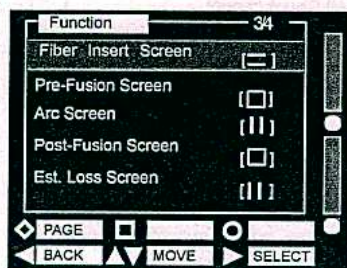 Function 3/4
Fiber Insert Screen
Pre-Fusion Screen
Arc Screen
Post-Fusion Screen
Est. Loss Screen
PAGE
BACK MOVE SELECT